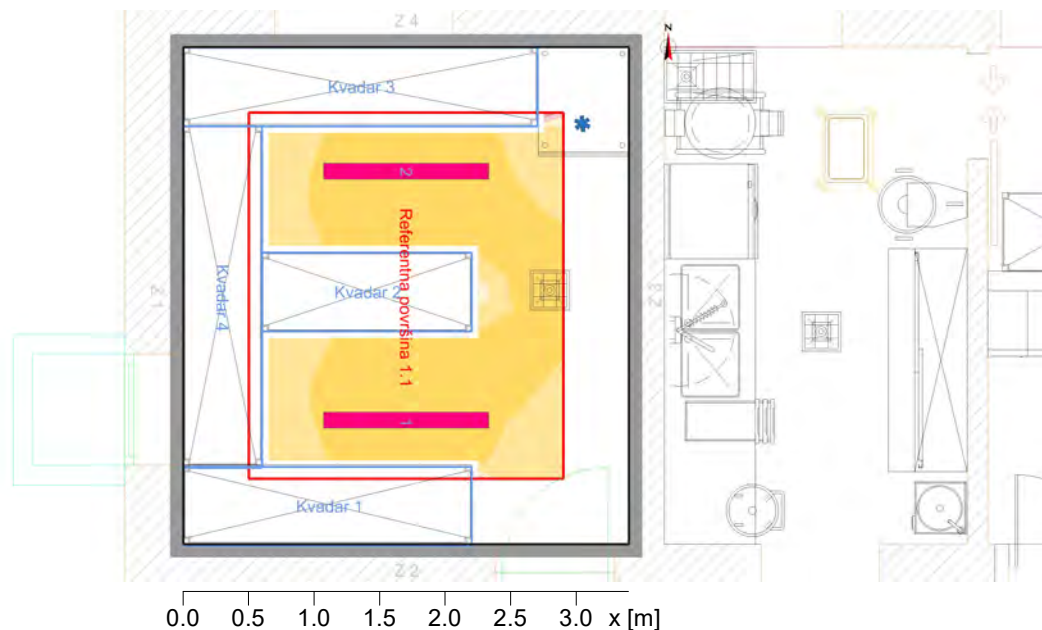 Z 4
N
Kvadar 3
2
Referentna površina 1.1
Kvadar 4
Kvadar 2
Z 1
1
Kvadar 1
Z 2
0.0 0.5 1.0 1.5 2.0 2.5 3.0 x [m]